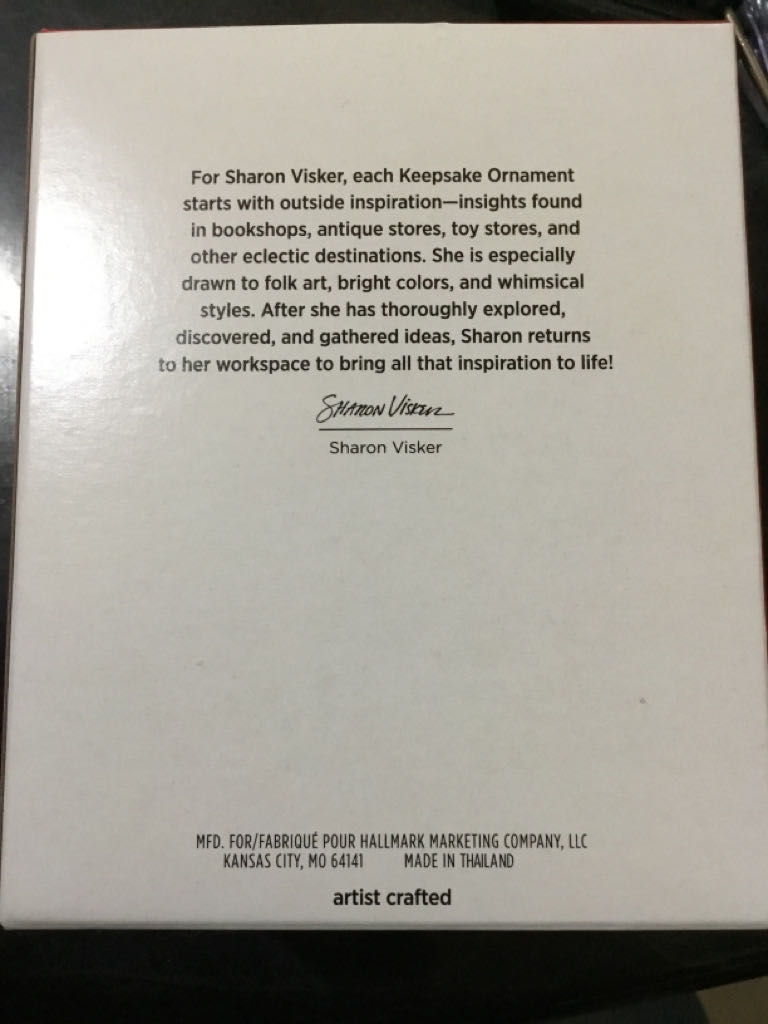 For Sharon Visker, each Keepsake Ornament
starts with outside inspiration—insights found
in bookshops, antique stores, toy stores, and
other eclectic destinations. She is especially
drawn to folk art, bright colors, and whimsical
styles. After she has thoroughly explored,
discovered, and gathered ideas, Sharon returns
to her workspace to bring all that inspiration to life!
Sharon Visker
Sharon Visker
MFD. FOR/FABRIQUÉ POUR HALLMARK MARKETING COMPANY, LLC
KANSAS CITY, MO 64141 MADE IN THAILAND
artist crafted